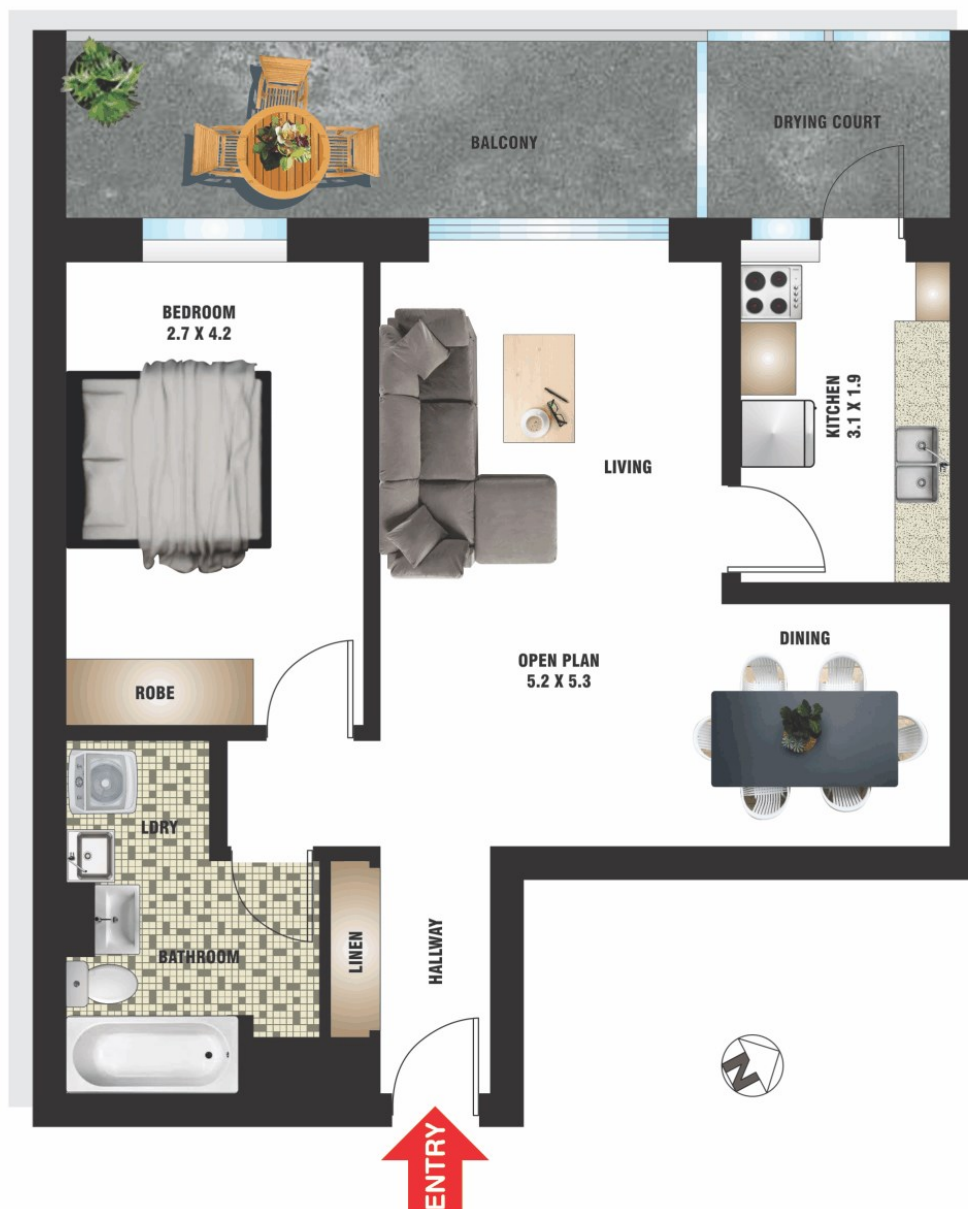 BALCONY
DRYING COURT
BEDROOM
2.7 X 4.2
KITCHEN
3.1 X 1.9
LIVING
DINING
OPEN PLAN
5.2 X 5.3
ROBE
LDRY
BATHROOM
LINEN
HALLWAY
N
ENTRY